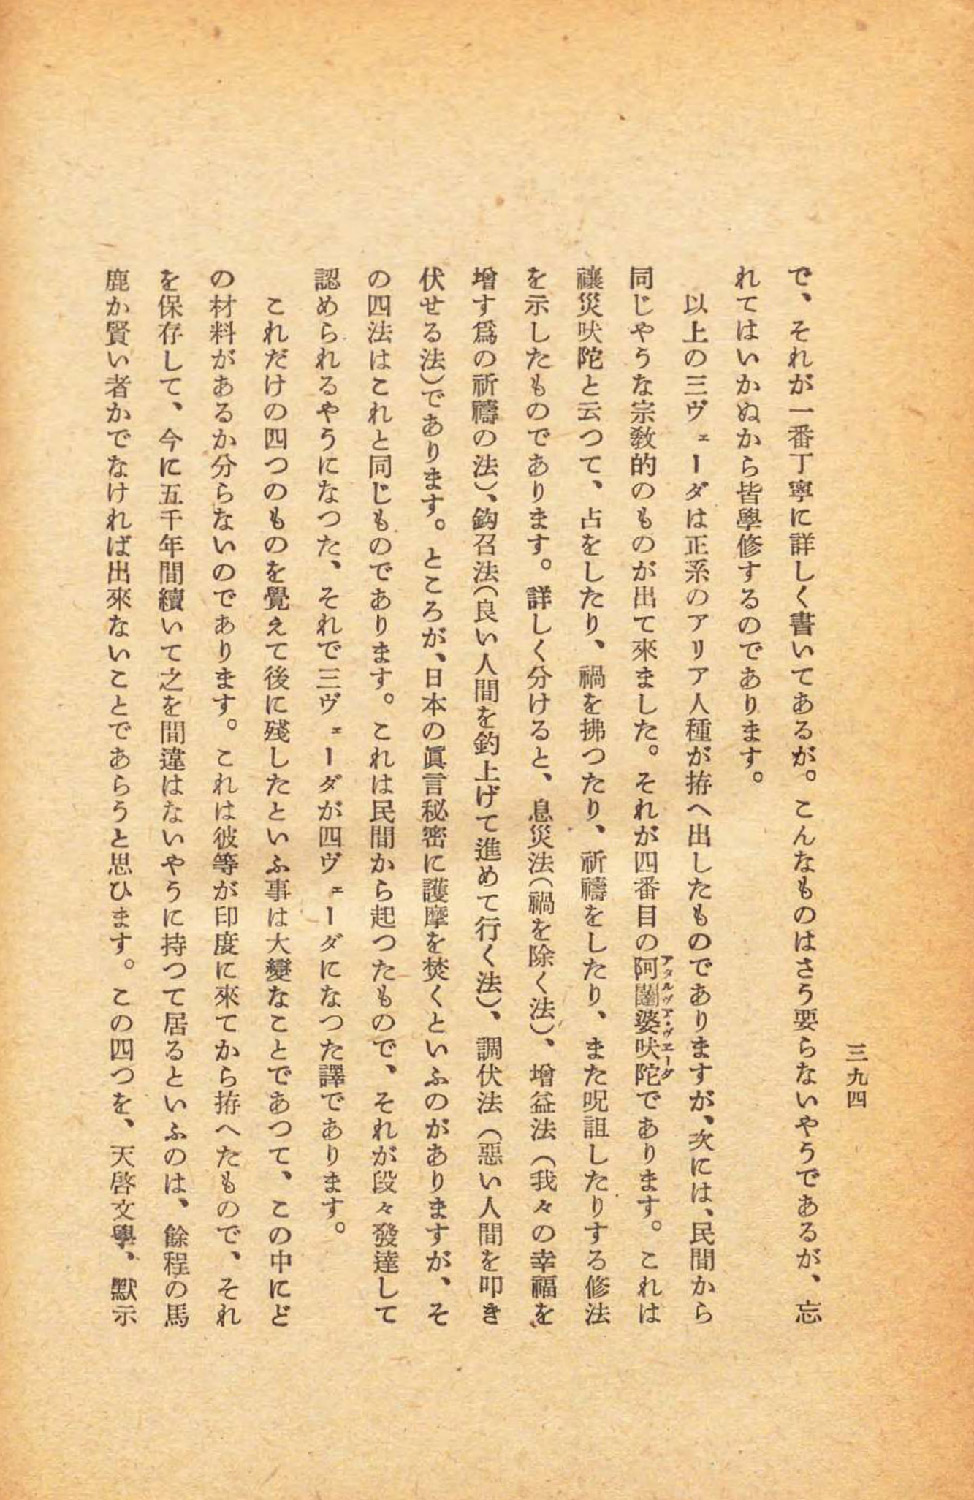 三九四
で、それが一番丁寧に詳しく書いてあるが。こんなものはさう要らないやうであるが、忘
れてはいかぬから皆學修するのであります。
以上の三ヴェーダは正系のアリア人種が拵へ出したものでありますが、次には、民間から
同じやうな宗教的のものが出て來ました。それが四番目の阿闥婆吠陀であります。これは
アタルヴア・ヴエーダ
禳災吠陀と云つて、占をしたり、禍を拂つたり、祈禱をしたり、また呪詛したりする修法
を示したものであります。詳しく分けると、息災法(禍を除く法)、增益法(我々の幸福を
增す爲の祈禱の法)、鈎召法(良い人間を釣上げて進めて行く法)、調伏法(惡い人間を叩き
伏せる法)であります。ところが、日本の眞言秘密に護摩を焚くといふのがありますが、そ
の四法はこれと同じものであります。これは民間から起つたもので、それが段々發達して
認められるやうになつた、それで三ヴェーダが四ヴェーダになつた譯であります。
これだけの四つのものを覺えて後に殘したといふ事は大變なことであつて、この中にど
の材料があるか分らないのであります。これは彼等が印度に來てから拵へたもので、それ
を保存して、今に五千年間續いて之を間違はないやうに持つて居るといふのは、餘程の馬
鹿か賢い者かでなければ出來ないことであらうと思ひます。この四つを、天啓文學、默示